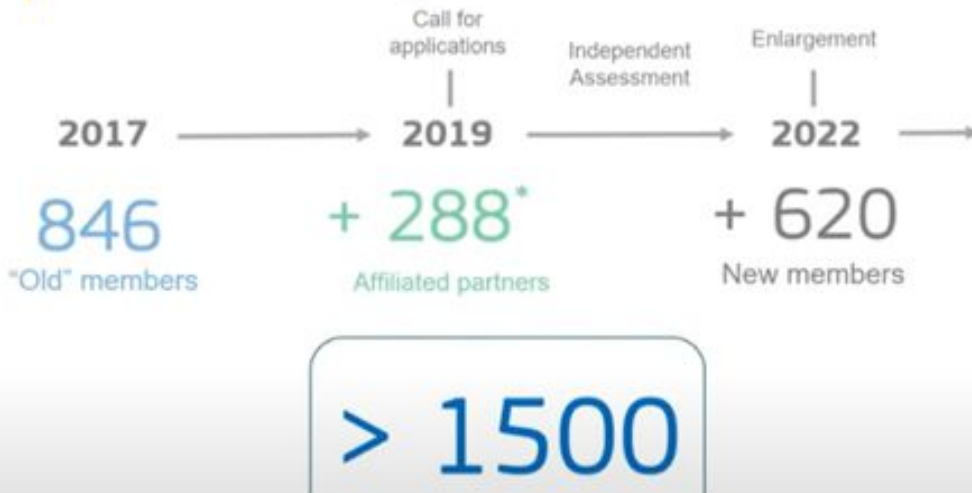 Call for
applications
Independent
Assessment
Enlargement
2017
2019
2022
846
+ 288*
+ 620
"Old" members
Affiliated partners
New members
> 1500